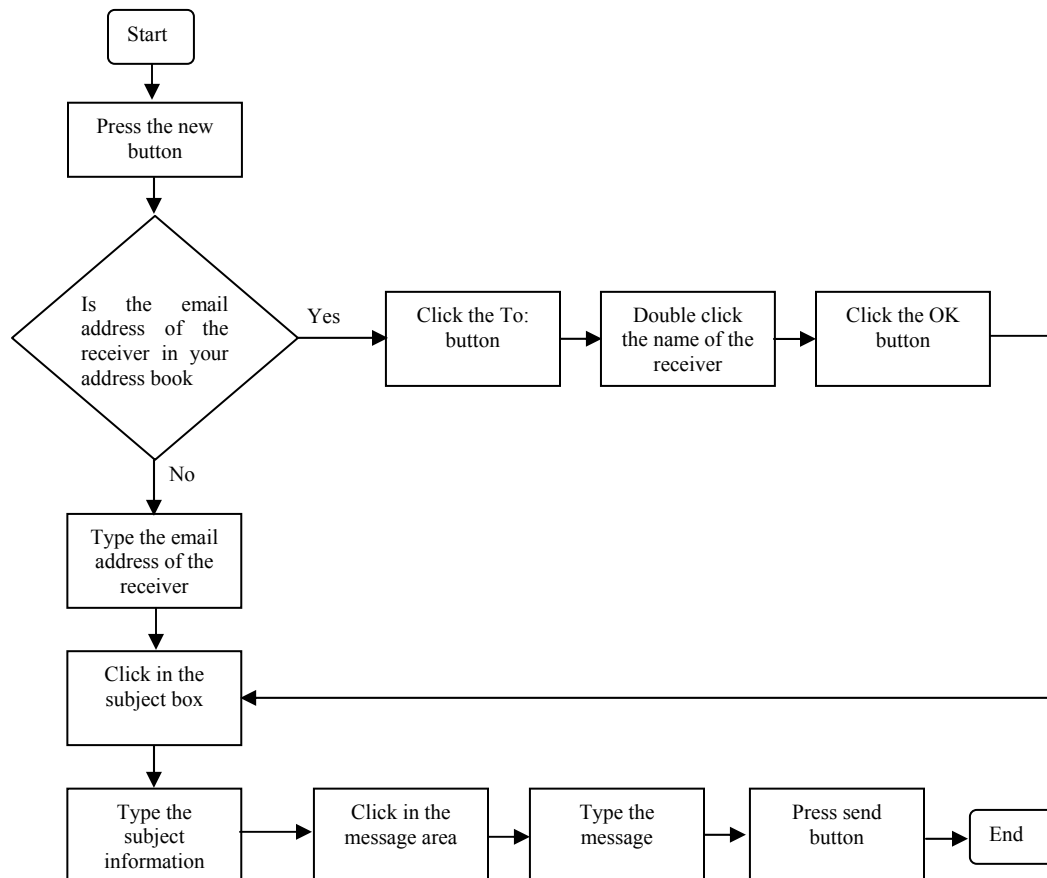 Start
Press the new
button
Is the email
address of the
receiver in your
address book
Yes
Click the To:
button
Double click
the name of the
receiver
Click the OK
button
No
Type the email
address of the
receiver
Click in the
subject box
Type the
subject
information
Click in the
message area
Type the
message
Press send
button
End